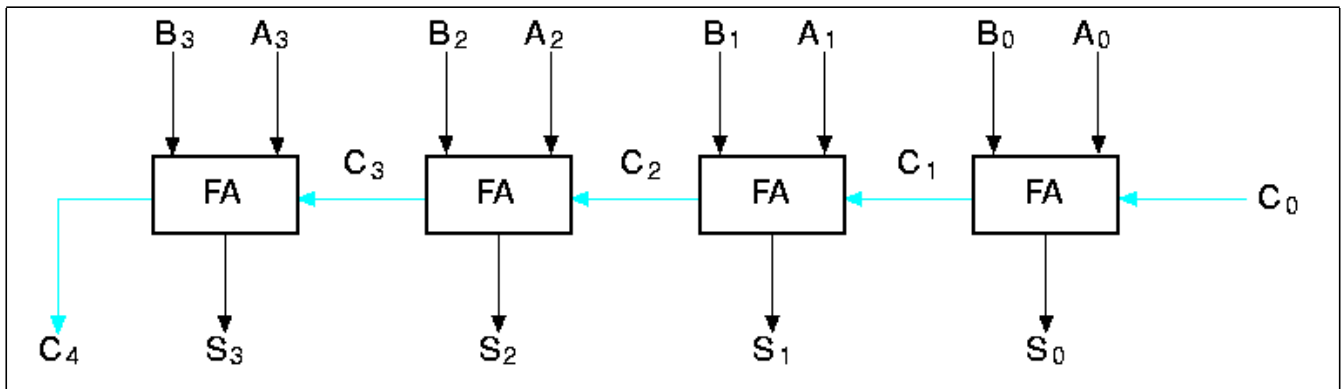 B₃ A₃ B₂ A₂ B₁ A₁ B₀ A₀
C₃ C₂ C₁
FA FA FA FA C₀
C₄ S₃ S₂ S₁ S₀